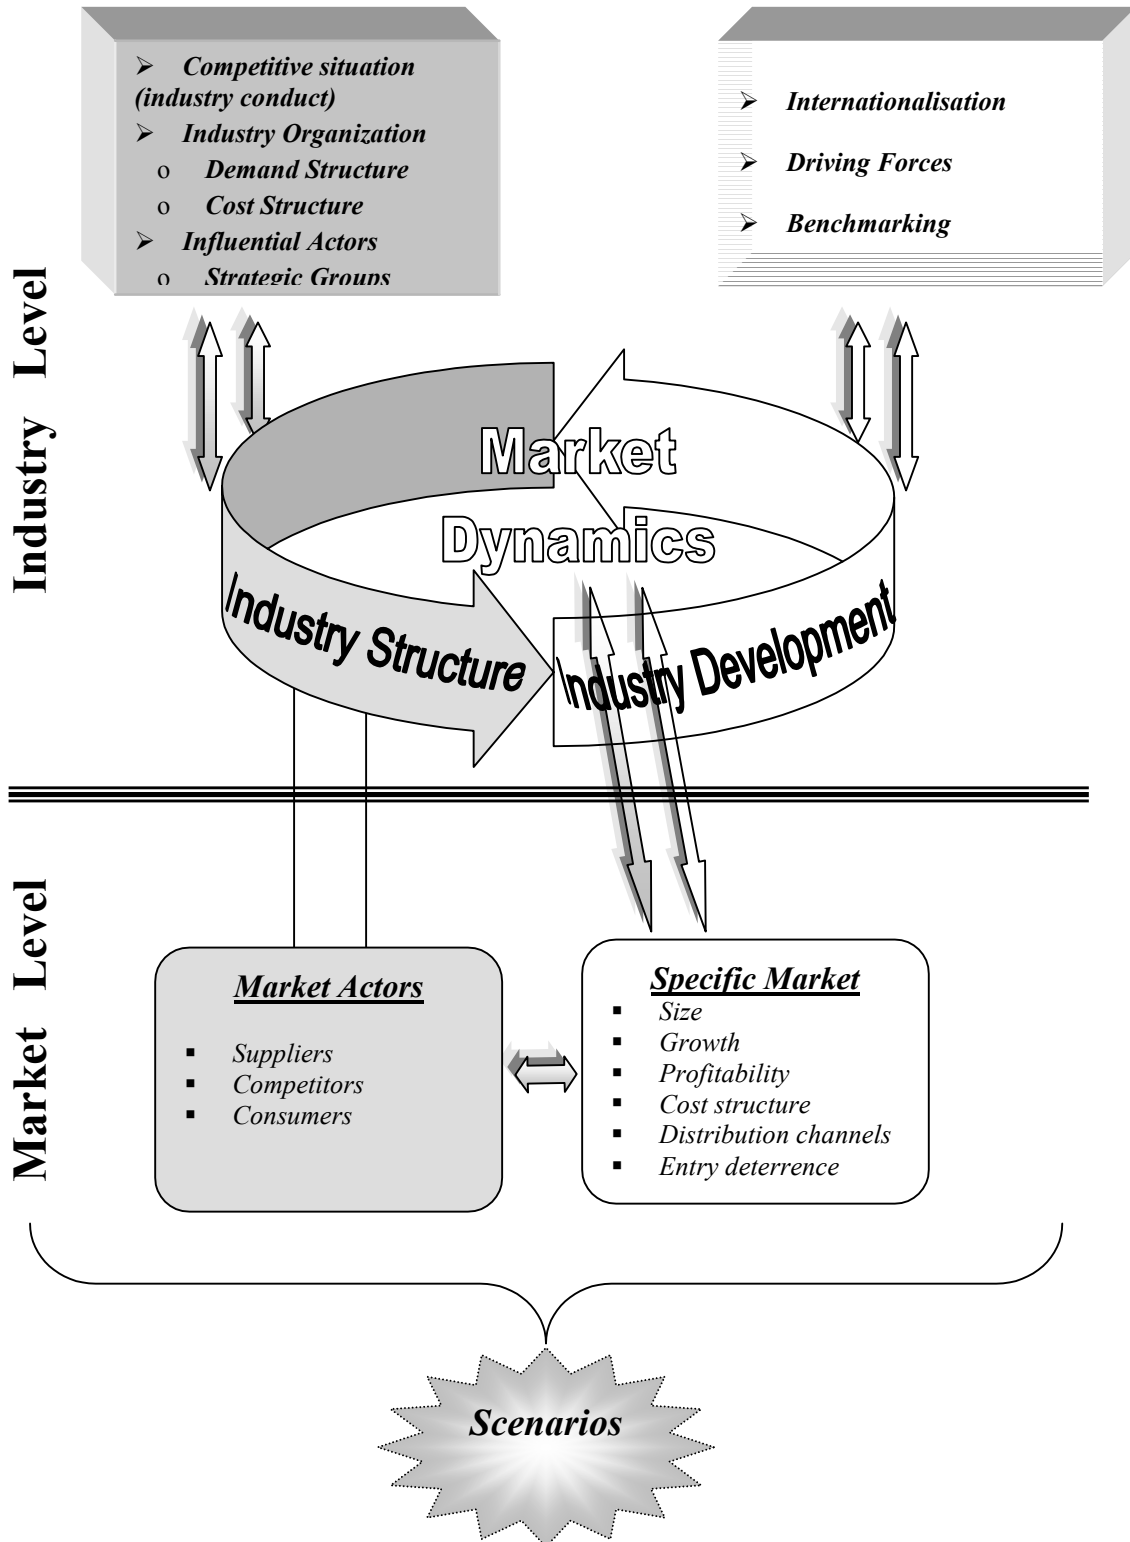 ➢ Competitive situation
(industry conduct)
➢ Industry Organization
o Demand Structure
o Cost Structure
➢ Influential Actors
o Strategic Groups
➢ Internationalisation
➢ Driving Forces
➢ Benchmarking
Industry Level
Market
Dynamics
Industry Structure
Industry Development
Market Level
Market Actors
▪ Suppliers
▪ Competitors
▪ Consumers
Specific Market
▪ Size
▪ Growth
▪ Profitability
▪ Cost structure
▪ Distribution channels
▪ Entry deterrence
Scenarios